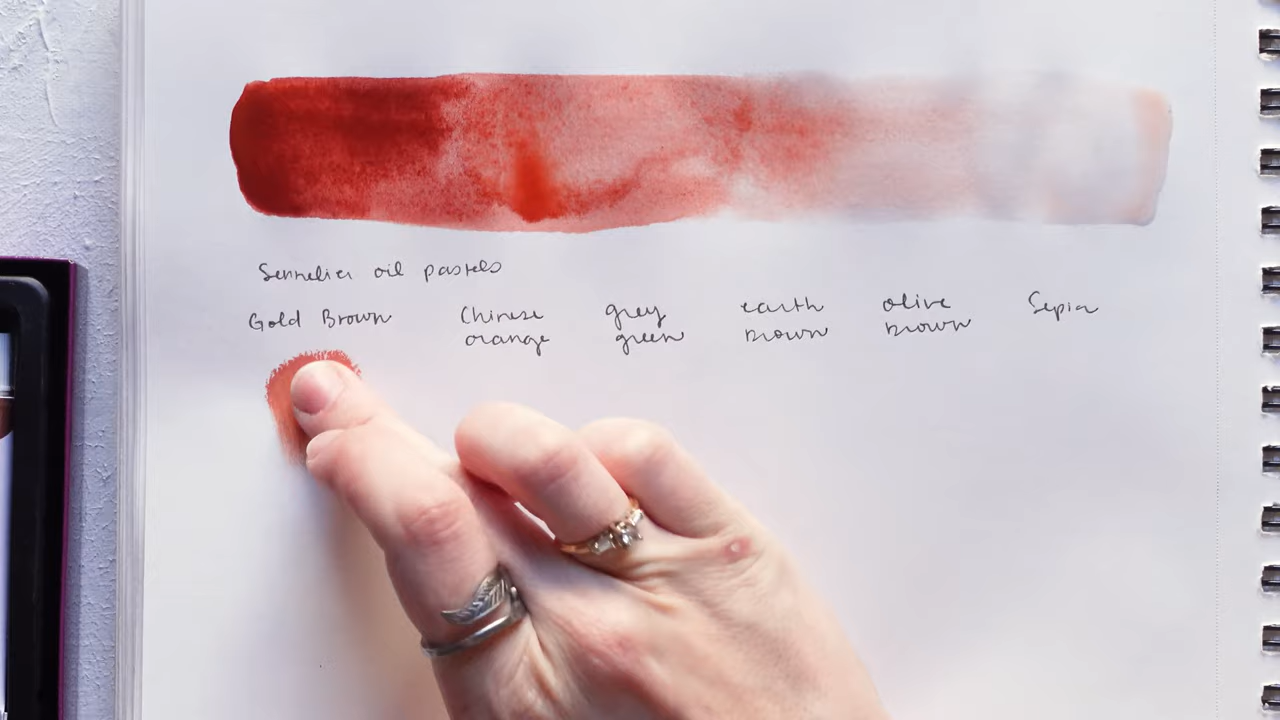 Sennelier oil pastels
Gold Brown
Chinese
orange
grey
green
earth
brown
olive
brown
Sepia